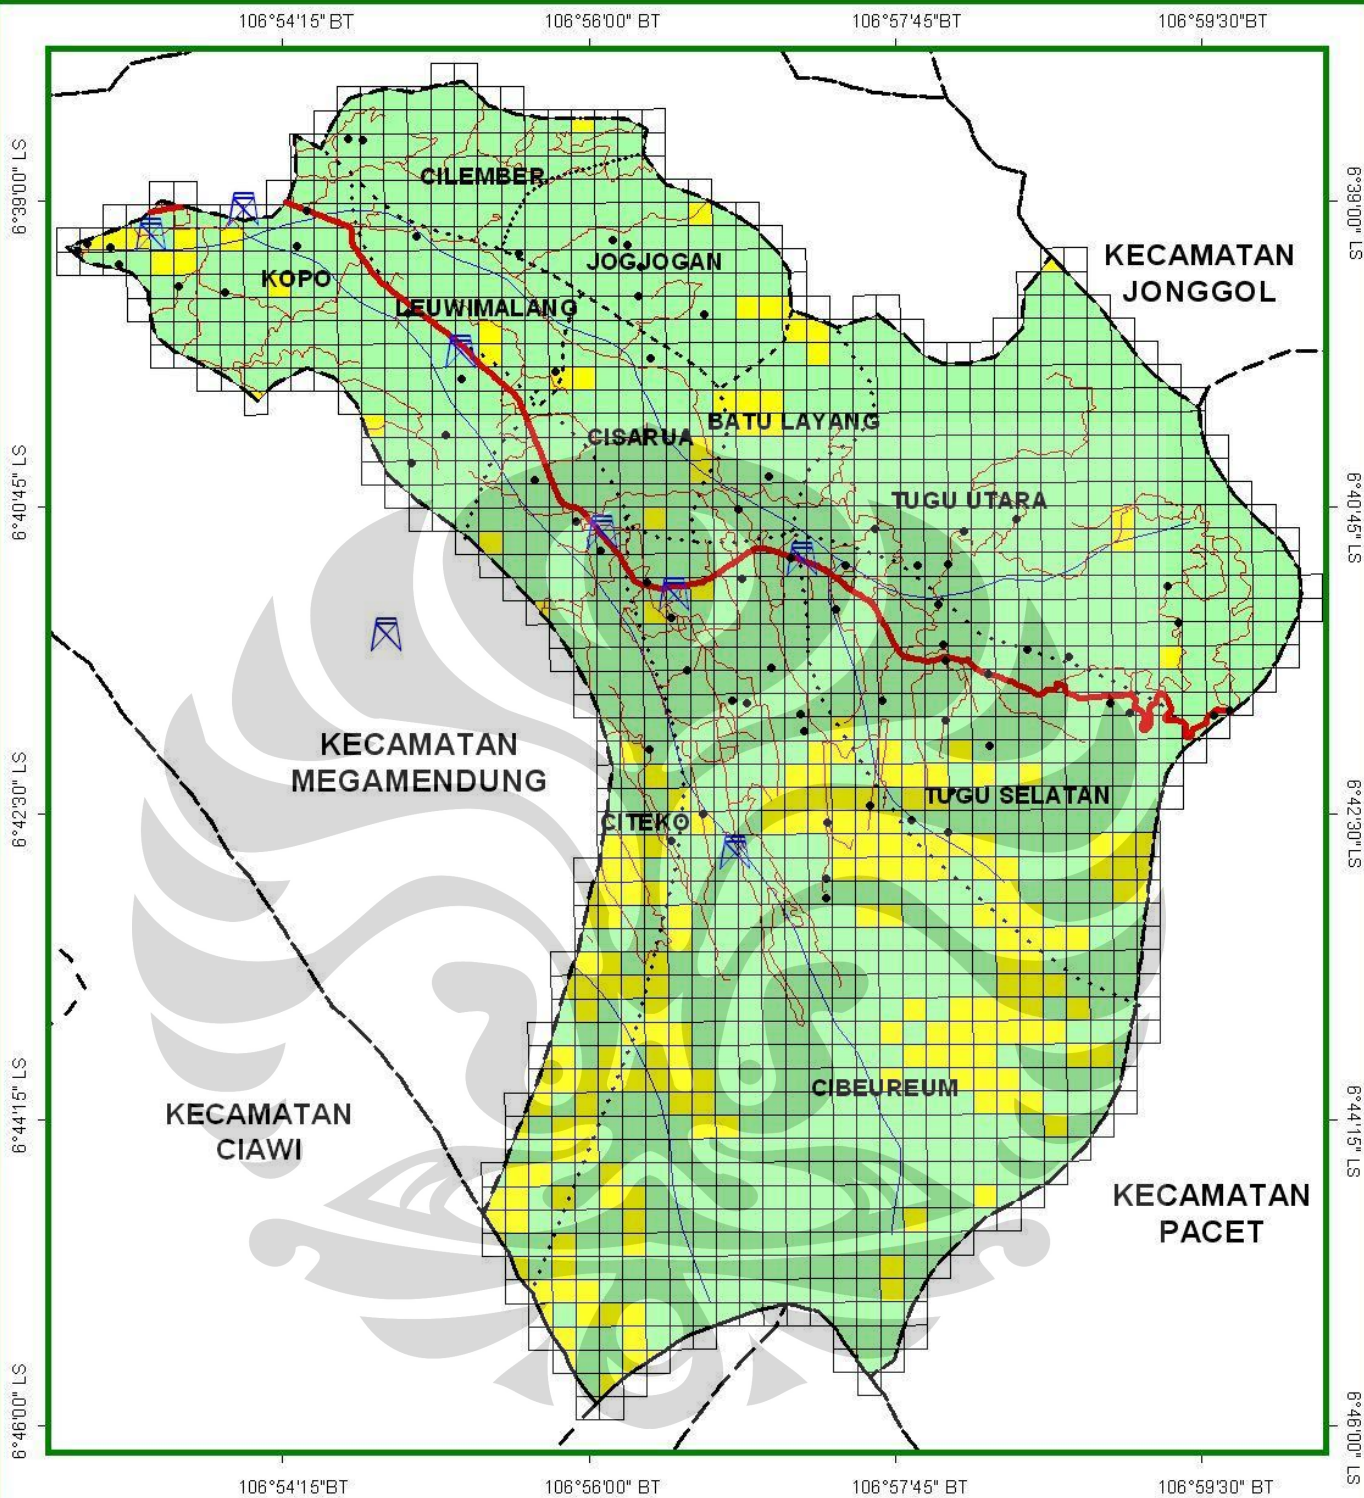 106°54'15" BT
106°56'00" BT
106°57'45" BT
106°59'30"BT
6°39'00" LS
6°39'00" LS
CILEMBER
JOGJOGAN
KOPO
LEUWIMALANG
KECAMATAN
JONGGOL
BATU LAYANG
CISARUA
TUGU UTARA
6°40'45" LS
6°40'45" LS
KECAMATAN
MEGAMENDUNG
TUGU SELATAN
CITEKO
6°42'30" LS
6°42'30" LS
CIBEUREUM
KECAMATAN
CIAWI
6°44'15" LS
6°44'15" LS
KECAMATAN
PACET
6°46'00" LS
6°46'00" LS
106°54'15"BT
106°56'00" BT
106°57'45" BT
106°59'30" BT